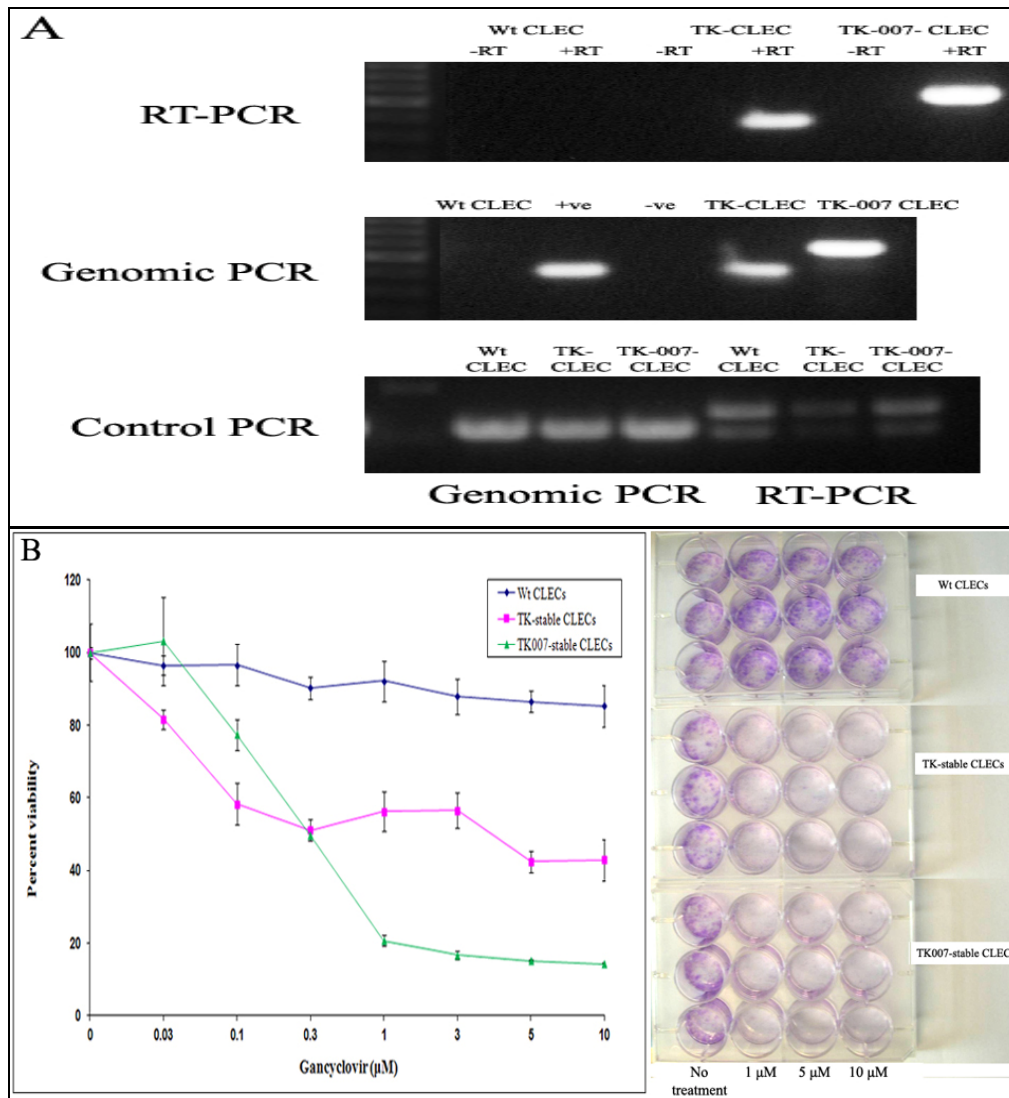 A
Wt CLEC TK-CLEC TK-007- CLEC
-RT +RT -RT +RT -RT +RT
RT-PCR
Wt CLEC +ve -ve TK-CLEC TK-007 CLEC
Genomic PCR
Wt TK- TK-007- Wt TK- TK-007-
CLEC CLEC CLEC CLEC CLEC CLEC
Control PCR
Genomic PCR RT-PCR
B
120
100
80
60
40
20
0
Percent viability
Wt CLECs
TK-stable CLECs
TK007-stable CLECs
0 0.03 0.1 0.3 1 3 5 10
Gancyclovir (µM)
Wt CLECs
TK-stable CLECs
TK007-stable CLEC
No 1 µM 5 µM 10 µM
treatment